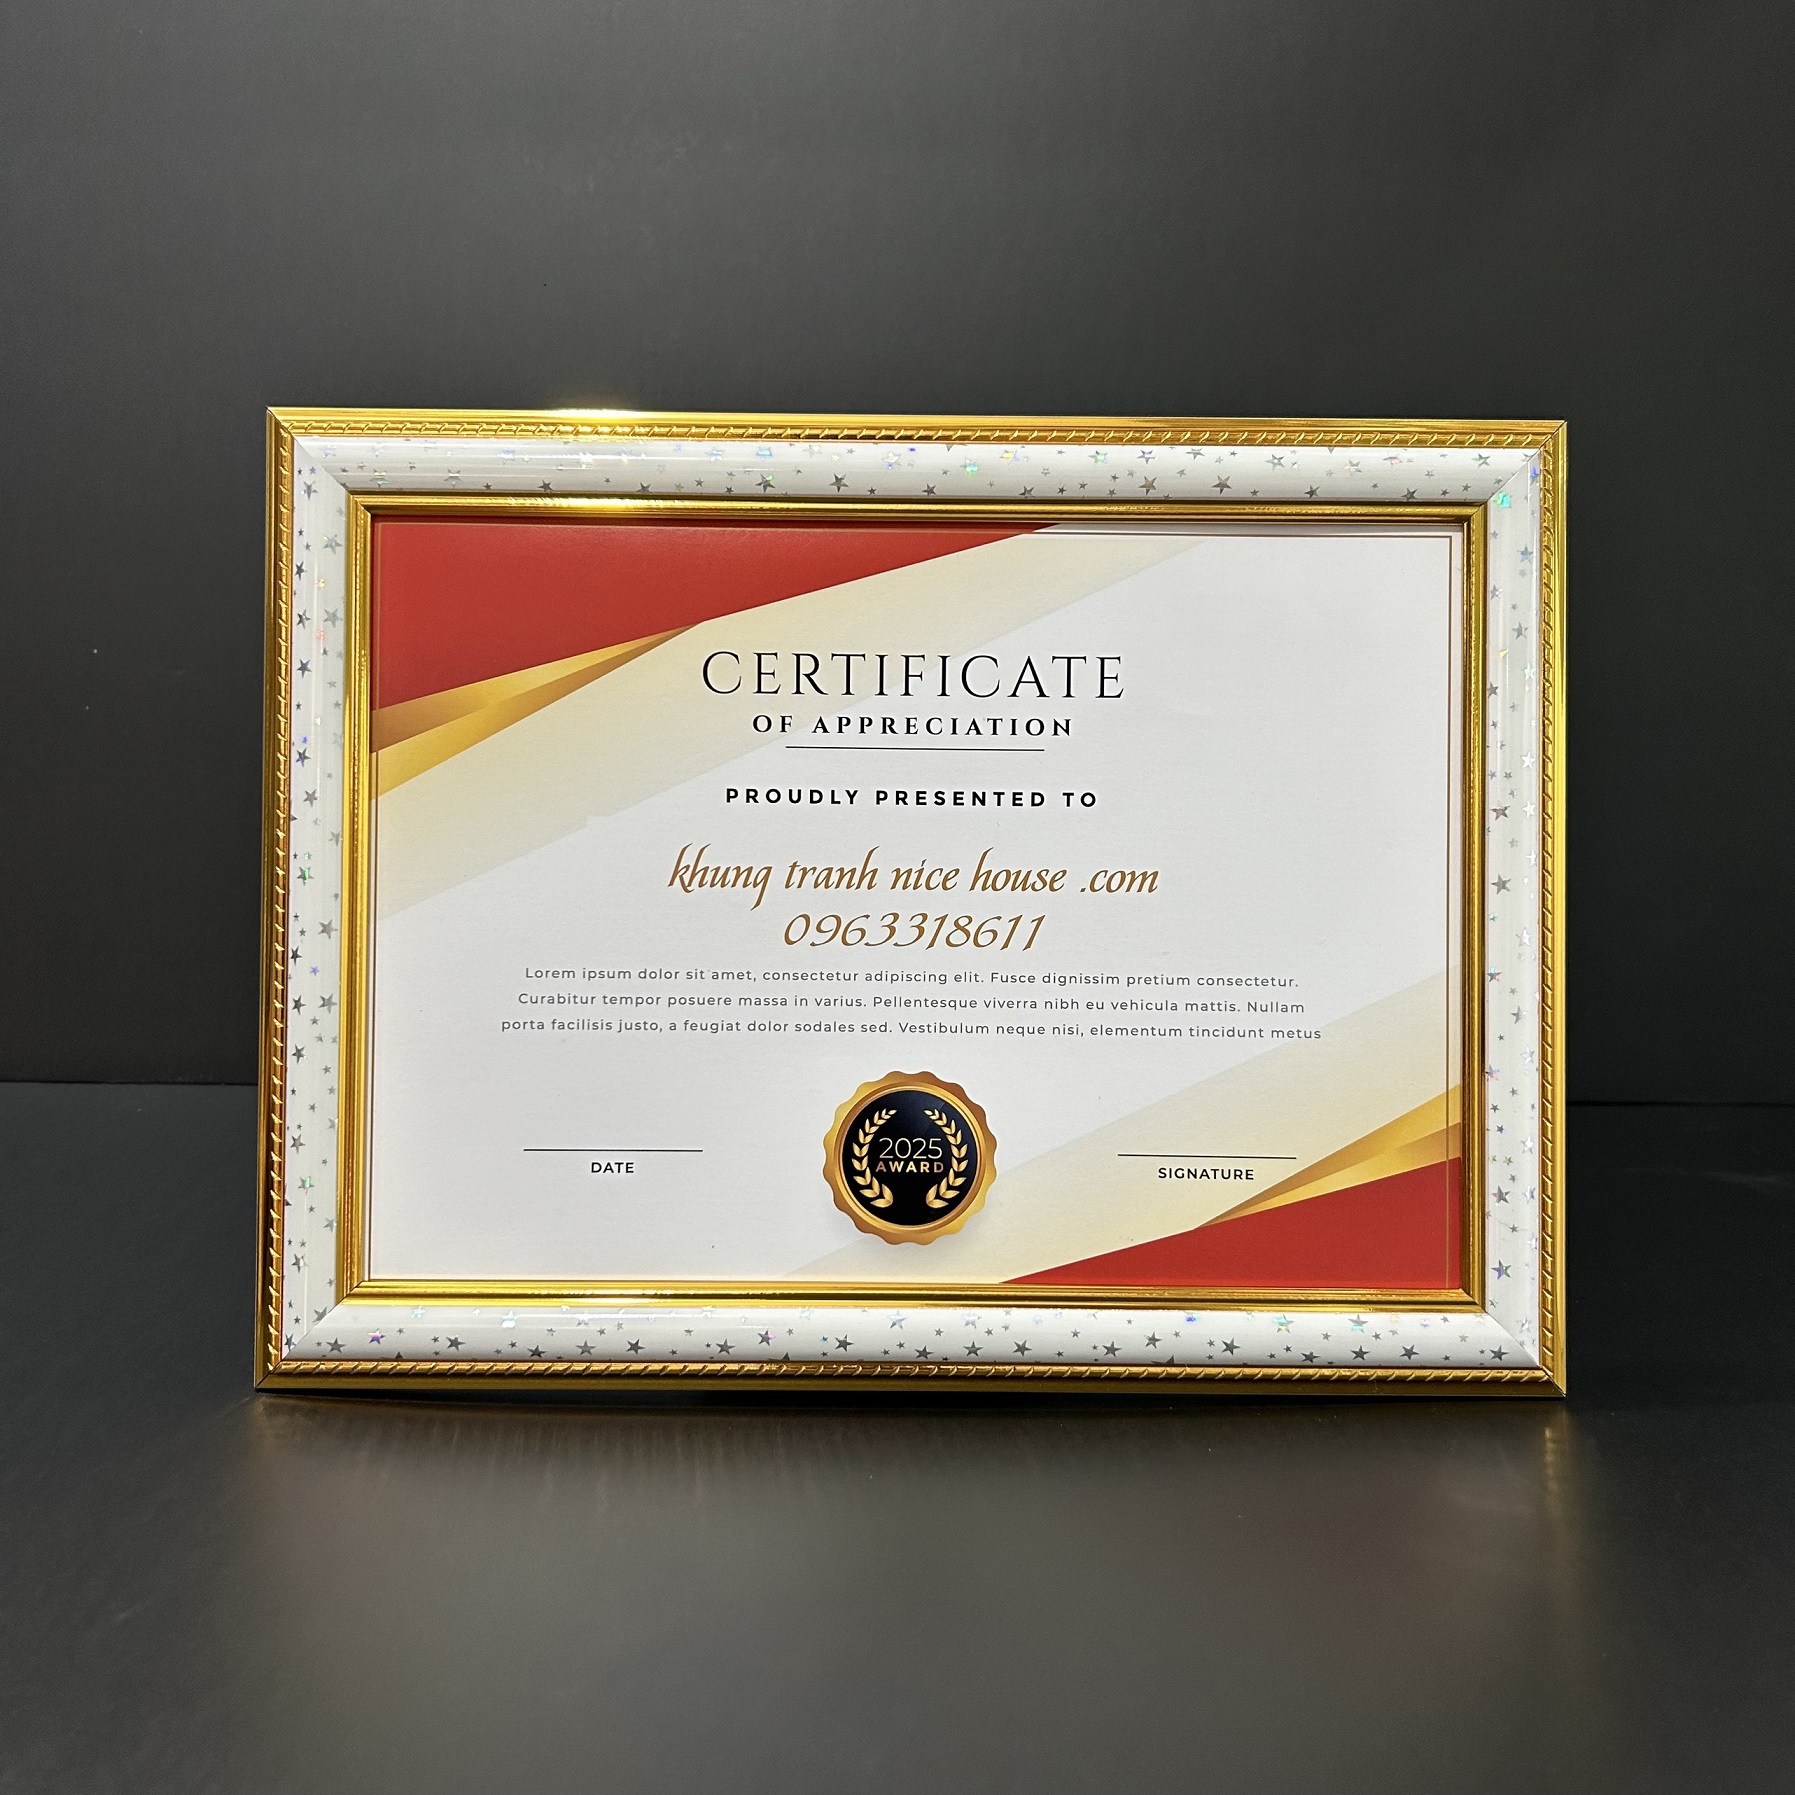 CERTIFICATE
OF APPRECIATION
PROUDLY PRESENTED TO
khung tranh nice house .com
0963318611
Lorem ipsum dolor sit amet, consectetur adipiscing elit. Fusce dignissim pretium consectetur.
Curabitur tempor posuere massa in varius. Pellentesque viverra nibh eu vehicula mattis. Nullam
porta facilisis justo, a feugiat dolor sodales sed. Vestibulum neque nisi, elementum tincidunt metus
2025
AWARD
DATE
SIGNATURE